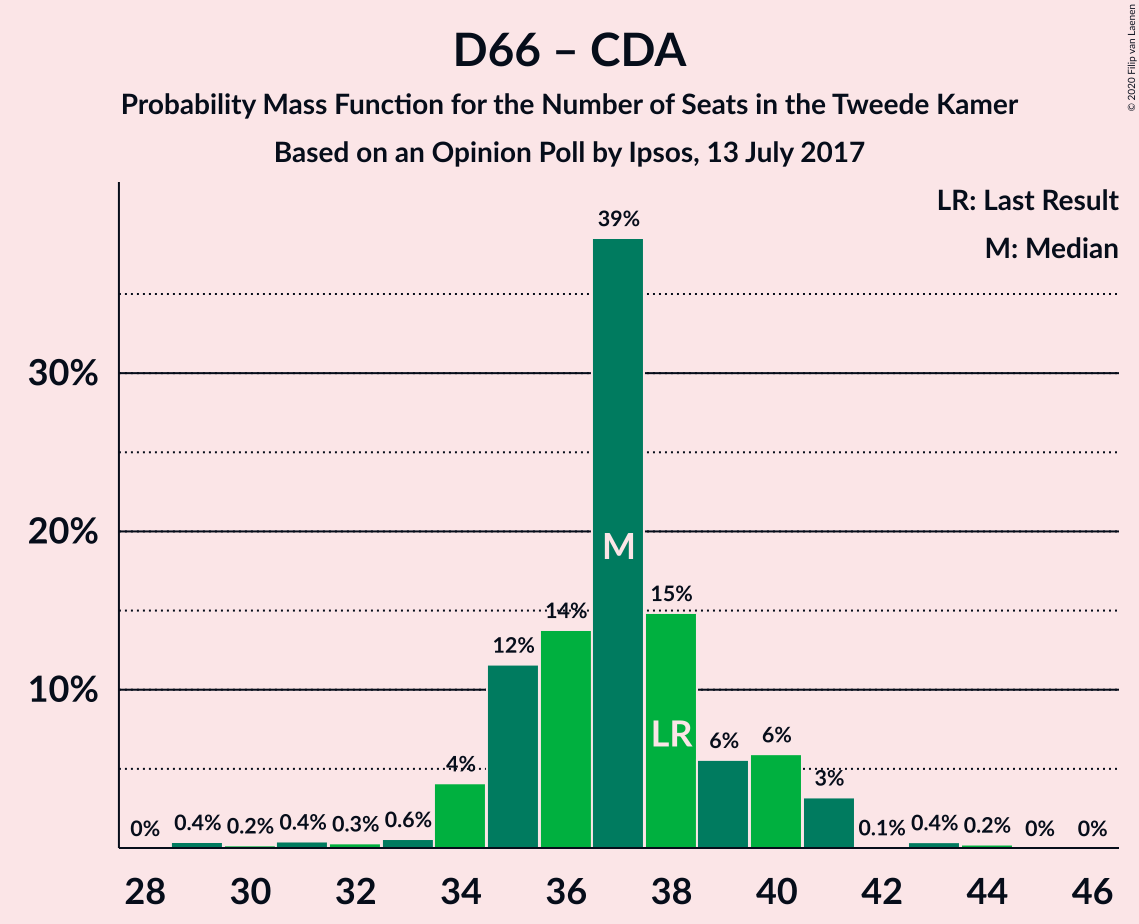 D66 – CDA
Probability Mass Function for the Number of Seats in the Tweede Kamer
Based on an Opinion Poll by Ipsos, 13 July 2017
© 2020 Filip van Laenen
LR: Last Result
M: Median
30%
20%
10%
0%
0.4%
0.2%
0.4%
0.3%
0.6%
4%
12%
14%
39%
M
15%
LR
6%
6%
3%
0.1%
0.4%
0.2%
0%
0%
28 30 32 34 36 38 40 42 44 46